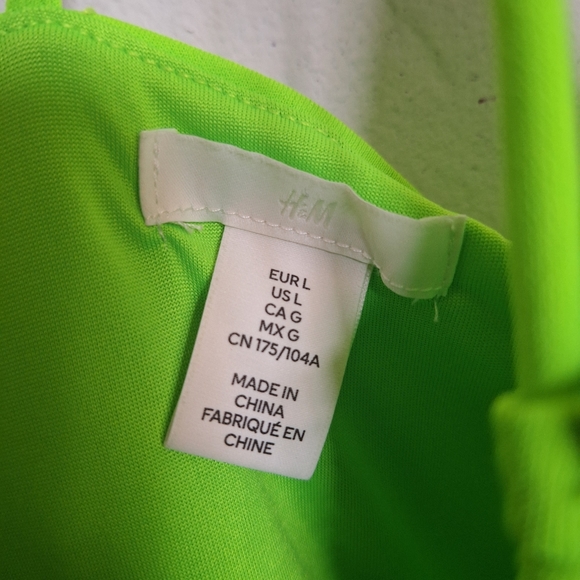 H&M
EUR L
US L
CA G
MX G
CN 175/104A
MADE IN
CHINA
FABRIQUÉ EN
CHINE